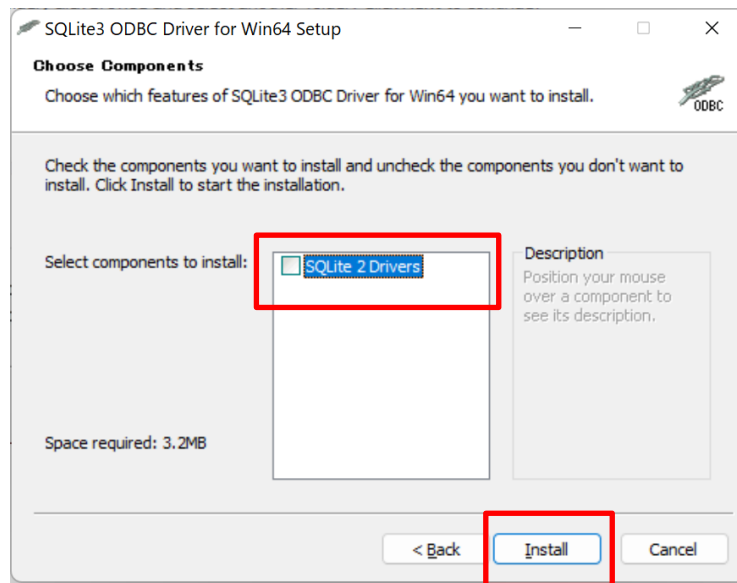 SQLite3 ODBC Driver for Win64 Setup
Choose Components
Choose which features of SQLite3 ODBC Driver for Win64 you want to install.
ODBC
Check the components you want to install and uncheck the components you don't want to
install. Click Install to start the installation.
Select components to install:
SQLite 2 Drivers
Description
Position your mouse
over a component to
see its description.
Space required: 3.2MB
< Back
Install
Cancel